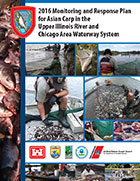 2016 Monitoring and Response Plan
for Asian Carp in the
Upper Illinois River and
Chicago Area Waterway System